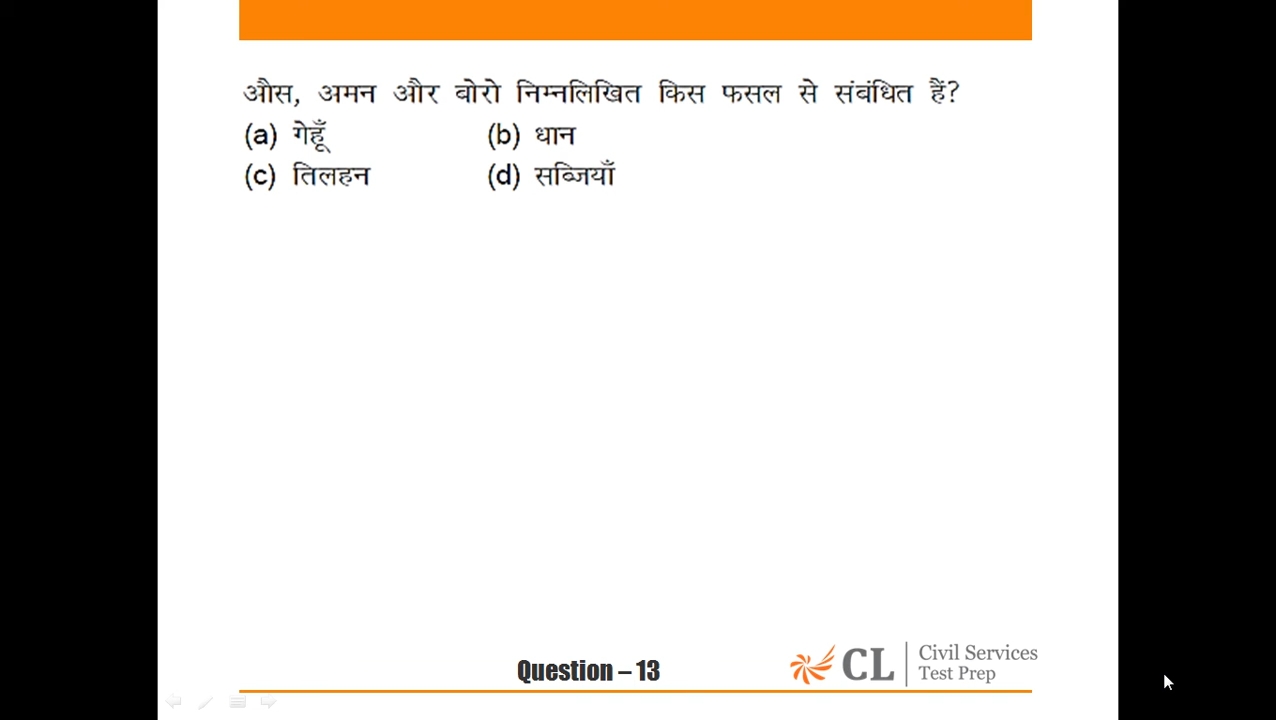 औस, अमन और बोरो निम्नलिखित किस फसल से संबंधित हैं?
(a) गेहूँ (b) धान
(c) तिलहन (d) सब्जियाँ
Question – 13
CL Civil Services
Test Prep